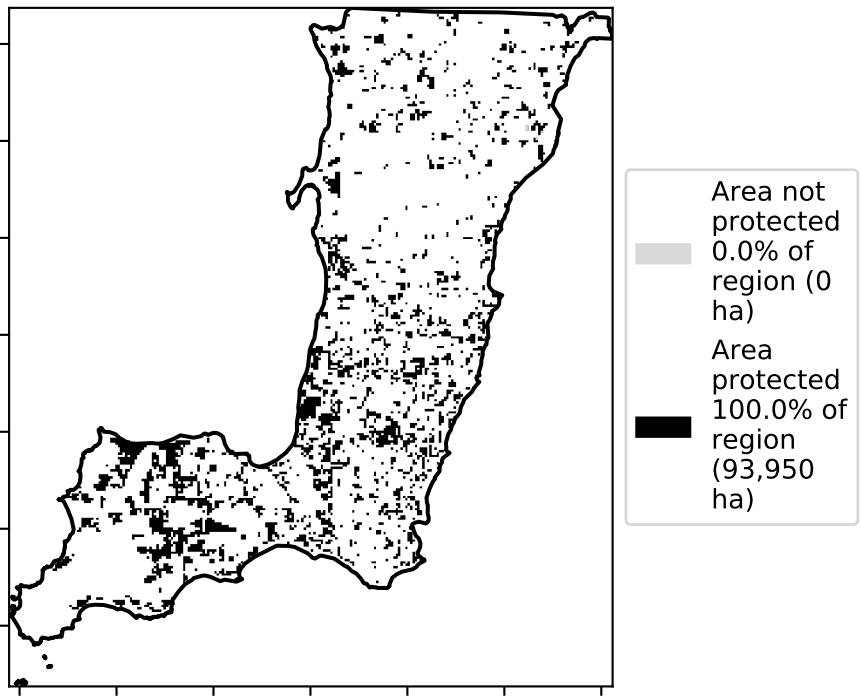 Area not
protected
0.0% of
region (0
ha)
Area
protected
100.0% of
region
(93,950
ha)